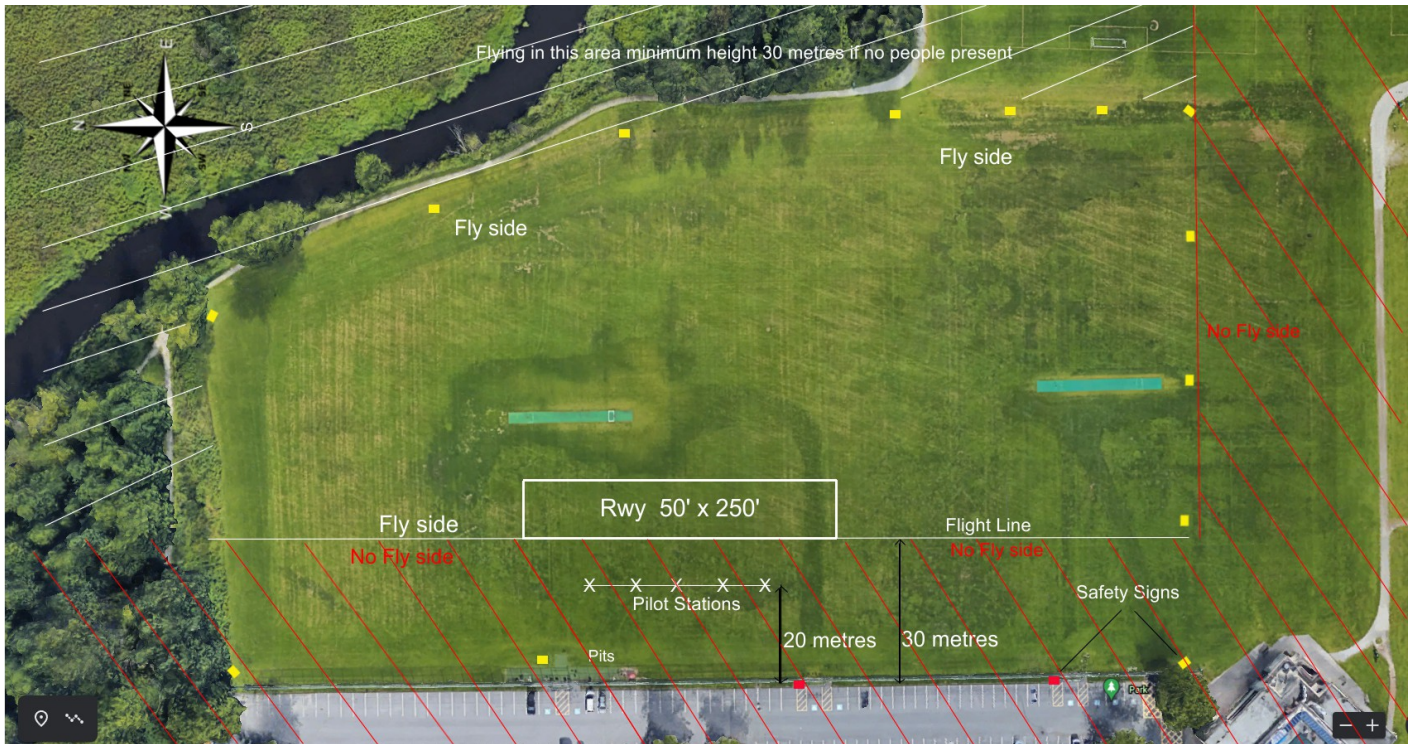 E
Flying in this area minimum height 30 metres if no people present
N
S
SW
W
Fly side
Fly side
No Fly side
Rwy 50' x 250'
Fly side
Flight Line
No Fly side
No Fly side
X X X X X
Pilot Stations
Safety Signs
20 metres
30 metres
Pits
Park